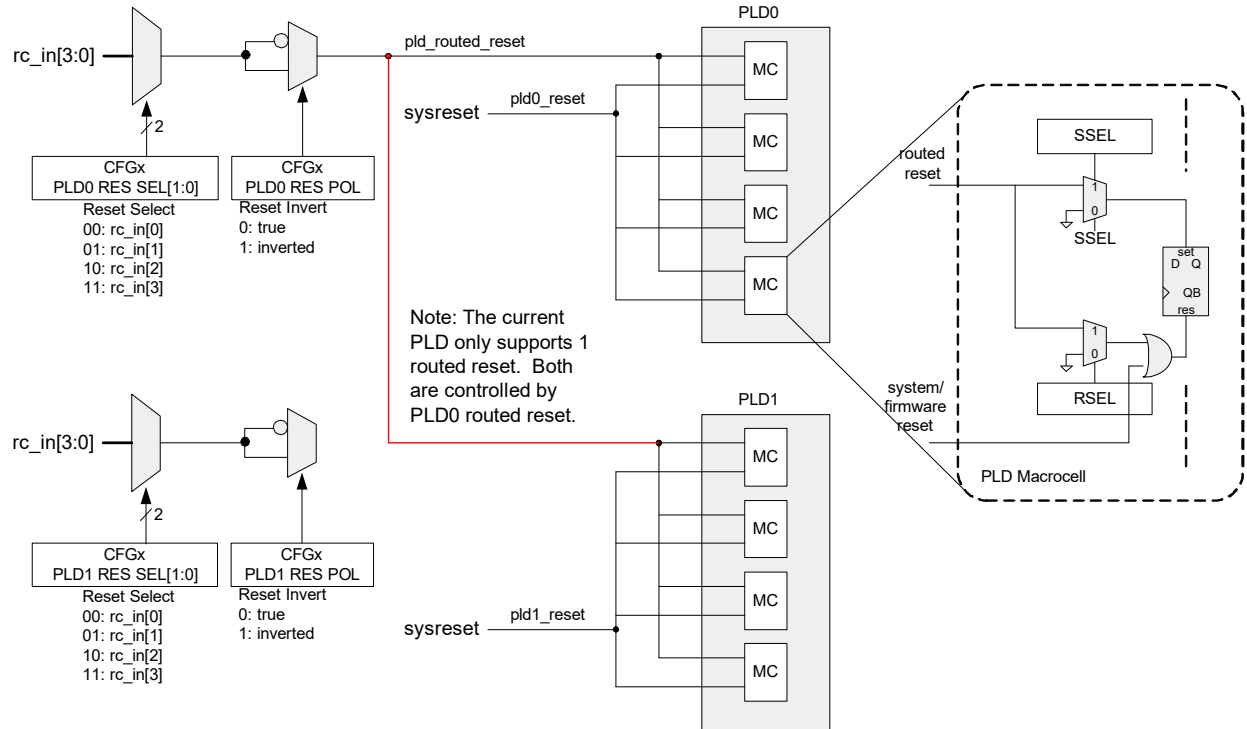 rc_in[3:0]
2
CFGx
PLD0 RES SEL[1:0]
Reset Select
00: rc_in[0]
01: rc_in[1]
10: rc_in[2]
11: rc_in[3]
CFGx
PLD0 RES POL
Reset Invert
0: true
1: inverted
pld_routed_reset
sysreset
pld0_reset
PLD0
MC
MC
MC
MC
Note: The current
PLD only supports 1
routed reset. Both
are controlled by
PLD0 routed reset.
routed
reset
SSEL
1
0
SSEL
set
D Q
QB
res
1
0
RSEL
system/
firmware
reset
PLD Macrocell
rc_in[3:0]
2
CFGx
PLD1 RES SEL[1:0]
Reset Select
00: rc_in[0]
01: rc_in[1]
10: rc_in[2]
11: rc_in[3]
CFGx
PLD1 RES POL
Reset Invert
0: true
1: inverted
sysreset
pld1_reset
PLD1
MC
MC
MC
MC